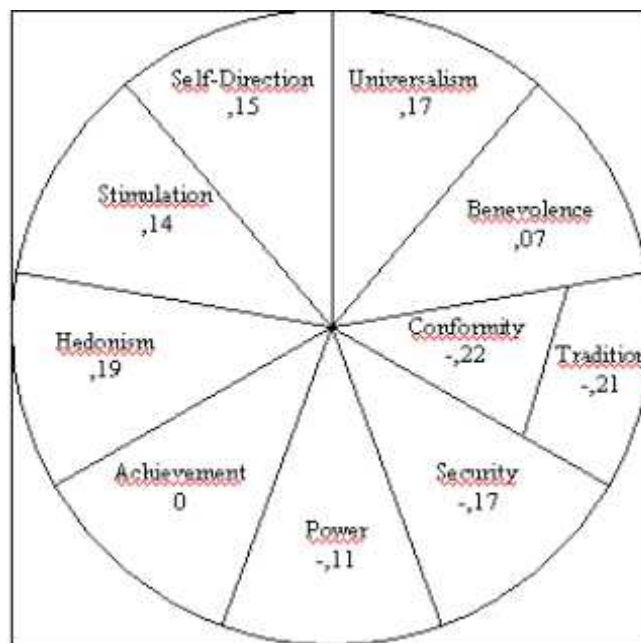 Self-Direction
,15
Universalism
,17
Stimulation
,14
Benevolence
,07
Hedonism
,19
Conformity
-,22
Tradition
-,21
Achievement
0
Security
-,17
Power
-,11